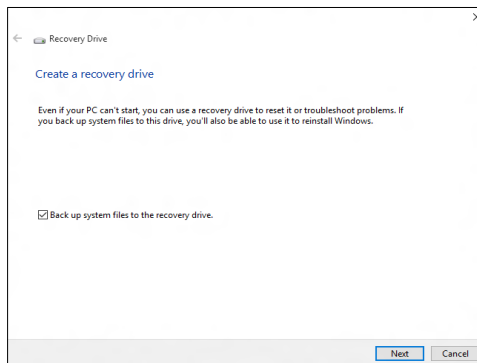 Recovery Drive
Create a recovery drive
Even if your PC can't start, you can use a recovery drive to reset it or troubleshoot problems. If
you back up system files to this drive, you'll also be able to use it to reinstall Windows.
Back up system files to the recovery drive.
Next Cancel